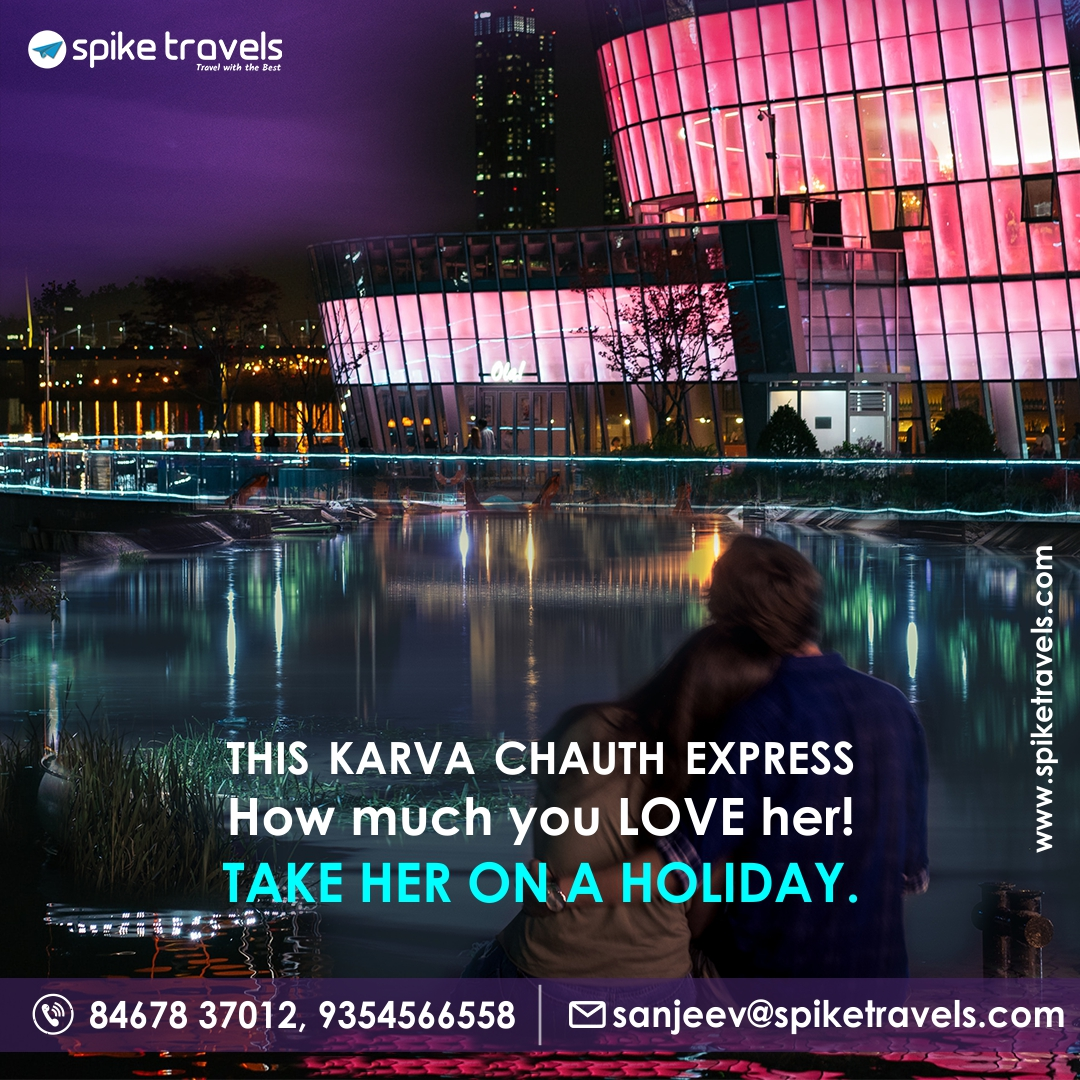 spike travels
Travel with the Best
Ole!
www.spiketravels.com
THIS KARVA CHAUTH EXPRESS
How much you LOVE her!
TAKE HER ON A HOLIDAY.
84678 37012, 9354566558
sanjeev@spiketravels.com